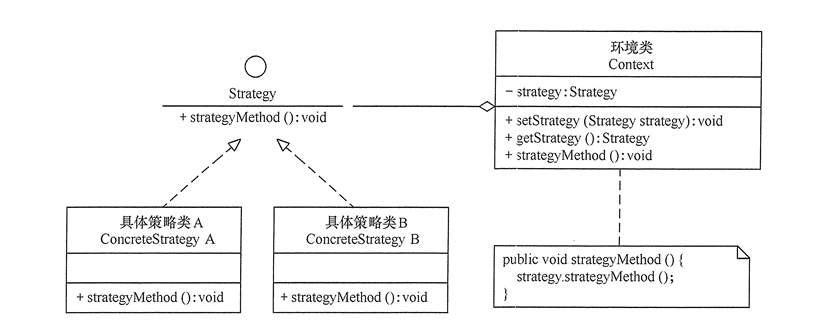 环境类
Context
- strategy:Strategy
+ setStrategy (Strategy strategy):void
+ getStrategy ():Strategy
+ strategyMethod ():void
Strategy
+ strategyMethod ():void
具体策略类A
ConcreteStrategy A
+ strategyMethod ():void
具体策略类B
ConcreteStrategy B
+ strategyMethod ():void
public void strategyMethod () {
strategy.strategyMethod ();
}